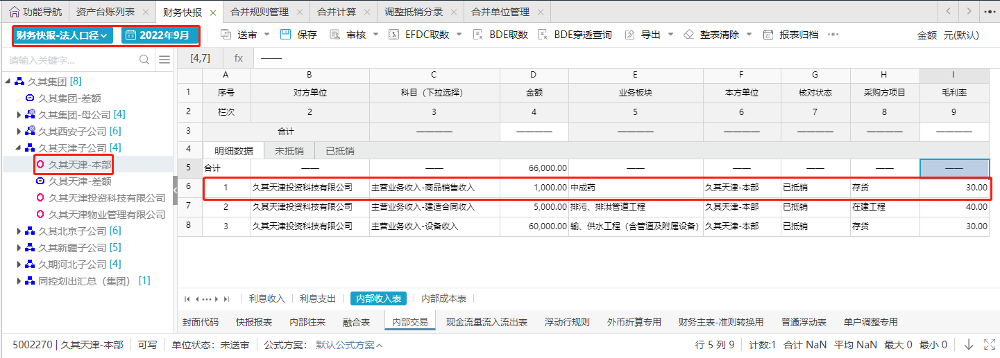 功能导航 资产台账列表 × 财务快报 × 合并规则管理 × 合并计算 × 调整抵销分录 × 合并单位管理 ×
财务快报-法人口径 2022年9月 送审 保存 审核 EFDC取数 BDE取数 BDE穿透查询 导出 整表清除 报表归档 金额 元(默认)
请输入关键字...
久其集团 [8]
久其集团-差额
久其集团-母公司 [4]
久其西安子公司 [6]
久其天津子公司 [4]
久其天津-本部
久其天津-差额
久其天津投资科技有限公司
久其天津物业管理有限公司
久其北京子公司 [6]
久其新疆子公司 [5]
久期河北子公司 [4]
同控划出汇总（集团） [1]
[4,7] fx ——
A B C D E F G H I
1 序号 对方单位 科目（下拉选择） 金额 业务板块 本方单位 核对状态 采购方项目 毛利率
2 栏次 2 3 4 5 6 7 8 9
3 合计 ———— ———— ———— ———— ———— ———— ————
4 明细数据 未抵销 已抵销
5 合计 —— —— 66,000.00 —— —— —— —— ——
6 1 久其天津投资科技有限公司 主营业务收入-商品销售收入 1,000.00 中成药 久其天津-本部 已抵销 存货 30.00
7 2 久其天津投资科技有限公司 主营业务收入-建造合同收入 5,000.00 排污、排洪管道工程 久其天津-本部 已抵销 在建工程 40.00
8 3 久其天津投资科技有限公司 主营业务收入-设备收入 60,000.00 输、供水工程（含管道及附属设备） 久其天津-本部 已抵销 存货 30.00
利息收入 利息支出 内部收入表 内部成本表
封面代码 快报报表 内部往来 融合表 内部交易 现金流量流入流出表 浮动行规则 外币折算专用 财务主表-准则转换用 普通浮动表 单户调整专用
5002270 | 久其天津-本部 可写 单位状态：未送审 公式方案： 默认公式方案 行 5 列 9 计数:1 合计 NaN 平均 NaN 最大 0 最小 0